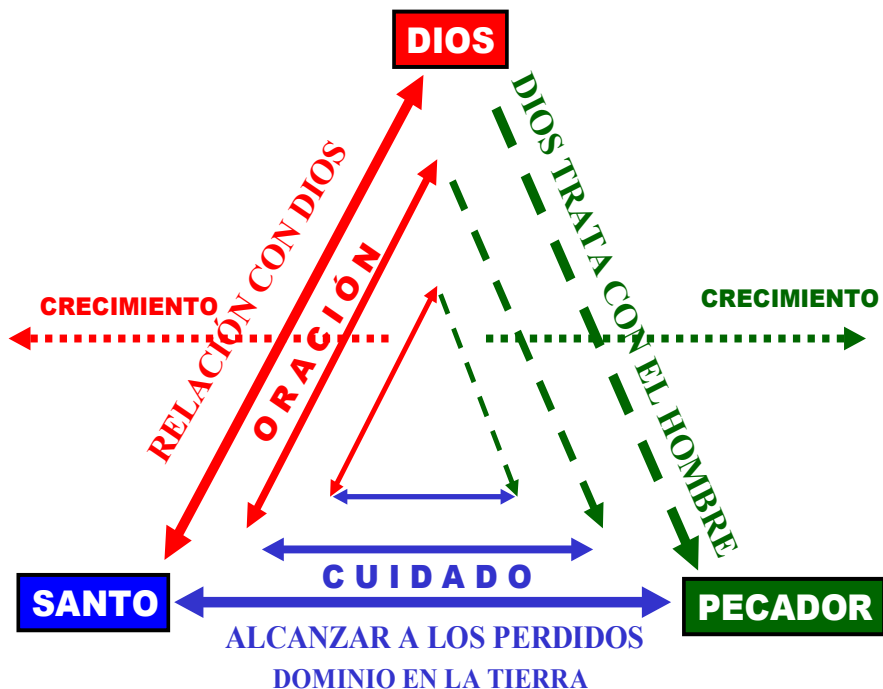 DIOS
DIOS TRATA CON EL HOMBRE
RELACIÓN CON DIOS
ORACIÓN
CRECIMIENTO
CRECIMIENTO
CUIDADO
SANTO
PECADOR
ALCANZAR A LOS PERDIDOS
DOMINIO EN LA TIERRA